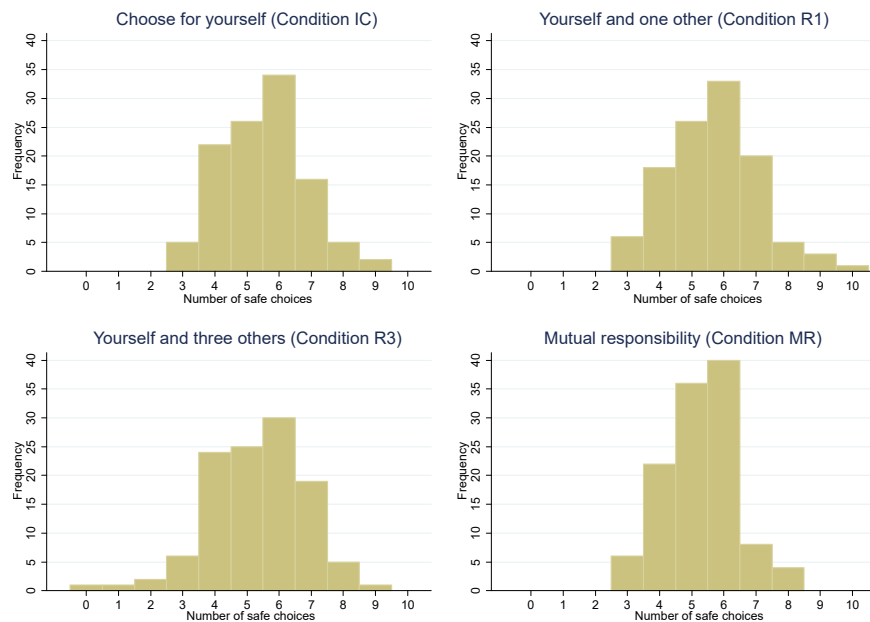 Choose for yourself (Condition IC)
Frequency
40
35
30
25
20
15
10
5
0
0 1 2 3 4 5 6 7 8 9 10
Number of safe choices
Yourself and one other (Condition R1)
Frequency
40
35
30
25
20
15
10
5
0
0 1 2 3 4 5 6 7 8 9 10
Number of safe choices
Yourself and three others (Condition R3)
Frequency
40
35
30
25
20
15
10
5
0
0 1 2 3 4 5 6 7 8 9 10
Number of safe choices
Mutual responsibility (Condition MR)
Frequency
40
35
30
25
20
15
10
5
0
0 1 2 3 4 5 6 7 8 9 10
Number of safe choices